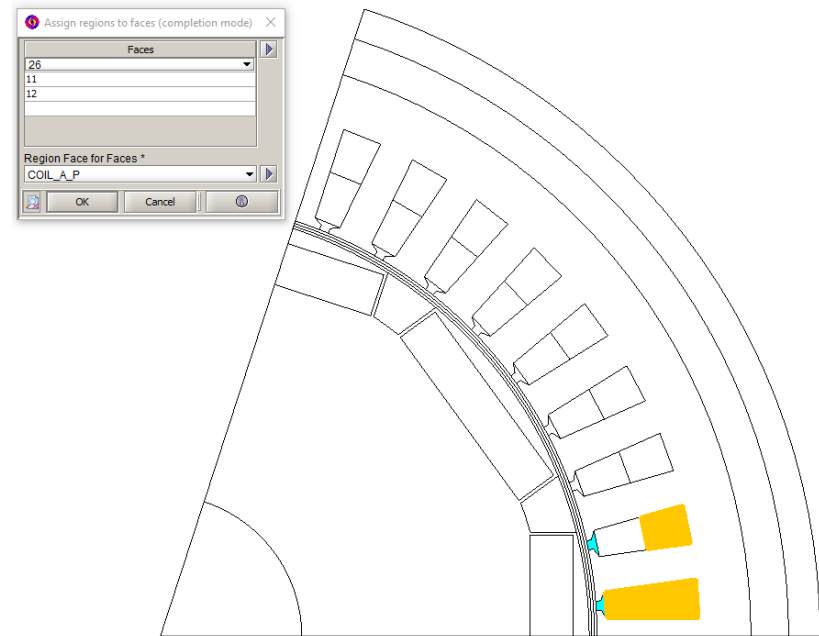 Assign regions to faces (completion mode)
Faces
26
11
12
Region Face for Faces *
COIL_A_P
OK
Cancel